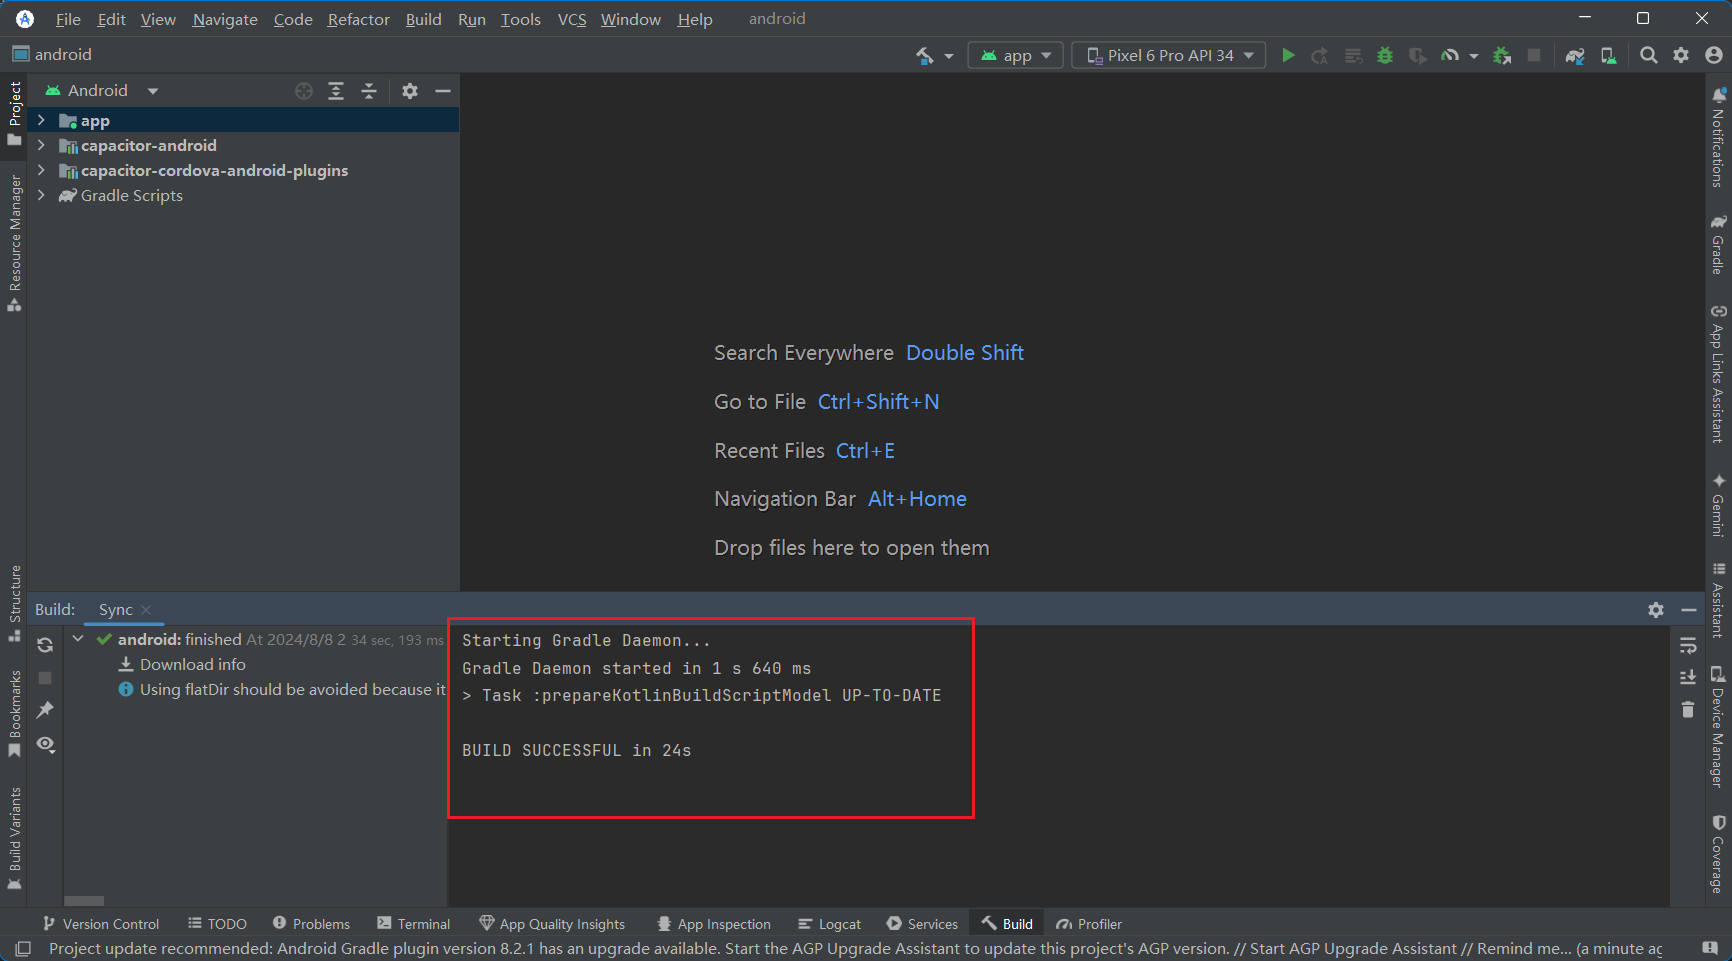 File Edit View Navigate Code Refactor Build Run Tools VCS Window Help android
android
app
Pixel 6 Pro API 34
Project
Android
app
capacitor-android
capacitor-cordova-android-plugins
Gradle Scripts
Resource Manager
Structure
Bookmarks
Build Variants
Notifications
Gradle
App Links Assistant
Gemini
Assistant
Device Manager
Coverage
Search Everywhere Double Shift
Go to File Ctrl+Shift+N
Recent Files Ctrl+E
Navigation Bar Alt+Home
Drop files here to open them
Build: Sync
android: finished At 2024/8/8 2 34 sec, 193 ms
Download info
Using flatDir should be avoided because it
Starting Gradle Daemon...
Gradle Daemon started in 1 s 640 ms
> Task :prepareKotlinBuildScriptModel UP-TO-DATE
BUILD SUCCESSFUL in 24s
Version Control TODO Problems Terminal App Quality Insights App Inspection Logcat Services Build Profiler
Project update recommended: Android Gradle plugin version 8.2.1 has an upgrade available. Start the AGP Upgrade Assistant to update this project's AGP version. // Start AGP Upgrade Assistant // Remind me... (a minute ag